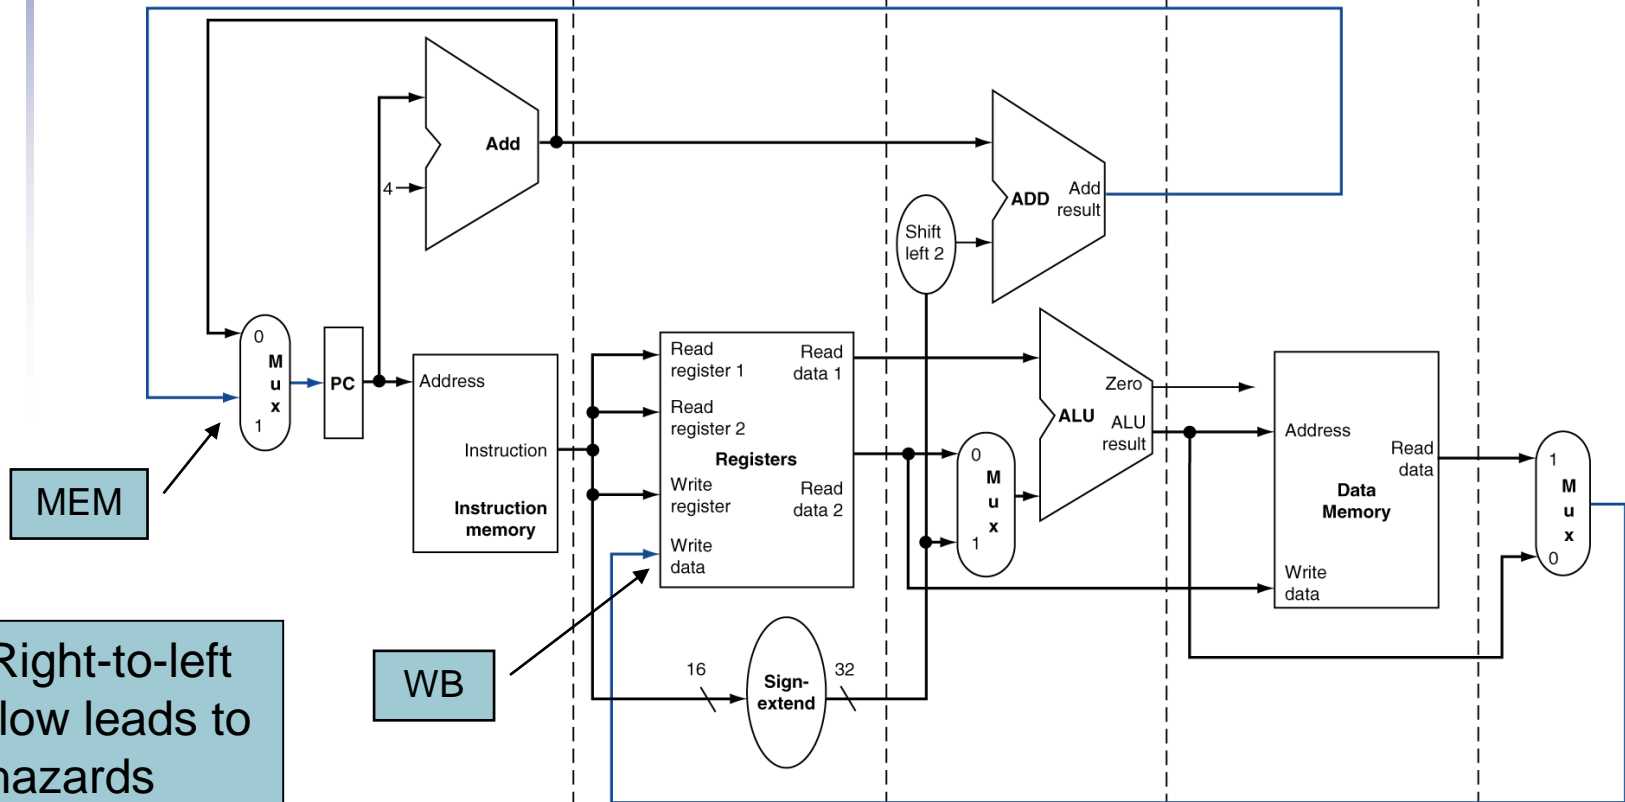 Add
4
ADD
Add
result
Shift
left 2
0
M
u
x
1
PC
Address
Instruction
Instruction
memory
Read
register 1
Read
data 1
Read
register 2
Registers
Write
register
Read
data 2
Write
data
0
M
u
x
1
Zero
ALU
ALU
result
Address
Read
data
Data
Memory
Write
data
1
M
u
x
0
MEM
WB
16
Sign-
extend
32
Right-to-left
low leads to
hazards